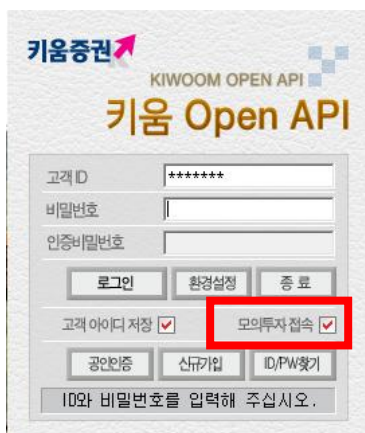 키움증권
KIWOOM OPEN API
키움 Open API
고객 ID *******
비밀번호
인증비밀번호
로그인 환경설정 종 료
고객 아이디 저장 모의투자 접속
공인인증 신규가입 ID/PW찾기
ID와 비밀번호를 입력해 주십시오.